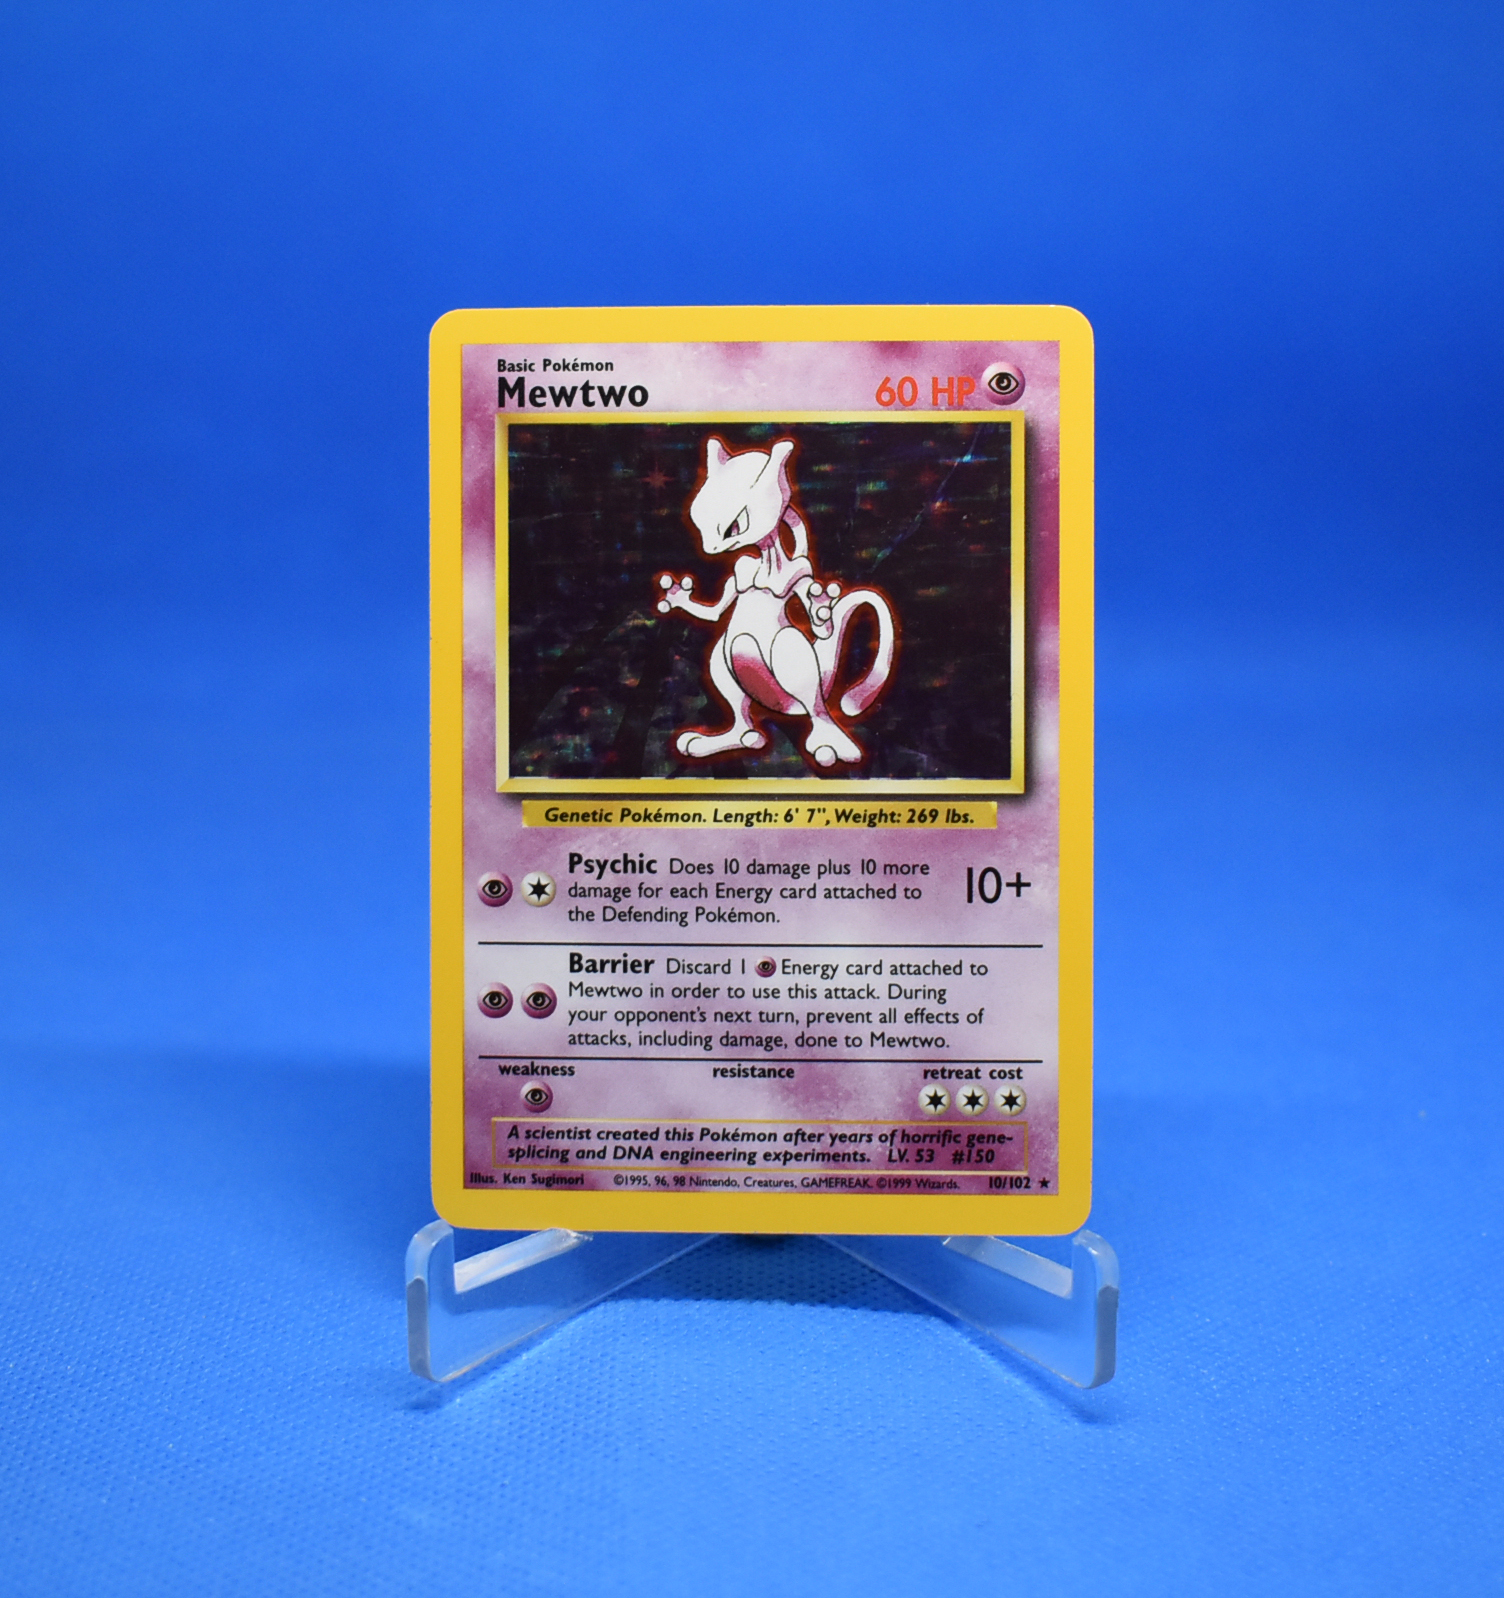 Basic Pokémon
Mewtwo 60 HP
Genetic Pokémon. Length: 6' 7", Weight: 269 lbs.
Psychic Does 10 damage plus 10 more
damage for each Energy card attached to
the Defending Pokémon.
10+
Barrier Discard 1 Energy card attached to
Mewtwo in order to use this attack. During
your opponent's next turn, prevent all effects of
attacks, including damage, done to Mewtwo.
weakness resistance retreat cost
A scientist created this Pokémon after years of horrific gene-
splicing and DNA engineering experiments. LV. 53 #150
Illus. Ken Sugimori ©1995, 96, 98 Nintendo, Creatures, GAMEFREAK. ©1999 Wizards. 10/102 ★